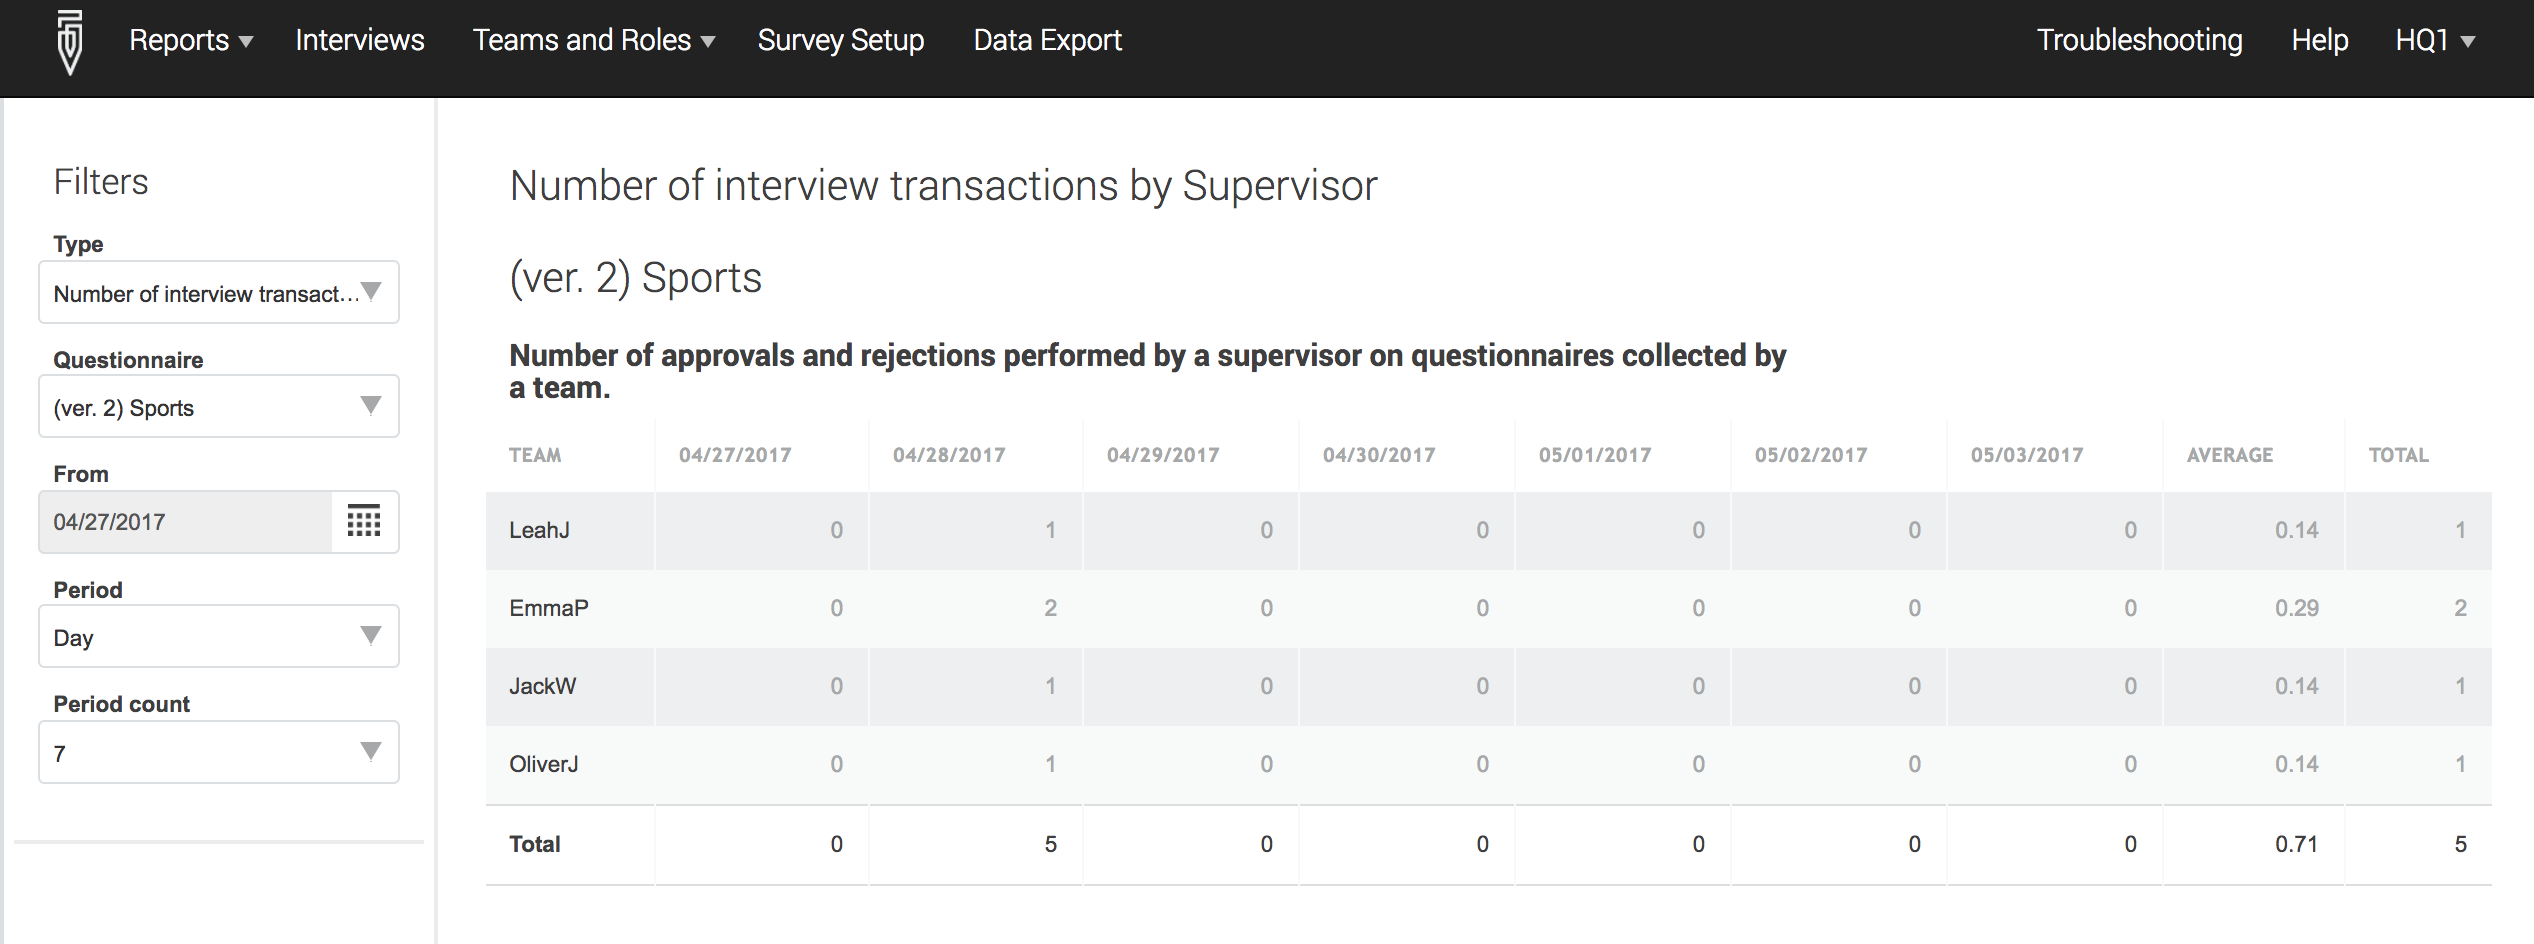 Reports Interviews Teams and Roles Survey Setup Data Export Troubleshooting Help HQ1
Filters
Type
Number of interview transact...
Questionnaire
(ver. 2) Sports
From
04/27/2017
Period
Day
Period count
7
Number of interview transactions by Supervisor
(ver. 2) Sports
Number of approvals and rejections performed by a supervisor on questionnaires collected by
a team.
TEAM 04/27/2017 04/28/2017 04/29/2017 04/30/2017 05/01/2017 05/02/2017 05/03/2017 AVERAGE TOTAL
LeahJ 0 1 0 0 0 0 0 0.14 1
EmmaP 0 2 0 0 0 0 0 0.29 2
JackW 0 1 0 0 0 0 0 0.14 1
OliverJ 0 1 0 0 0 0 0 0.14 1
Total 0 5 0 0 0 0 0 0.71 5